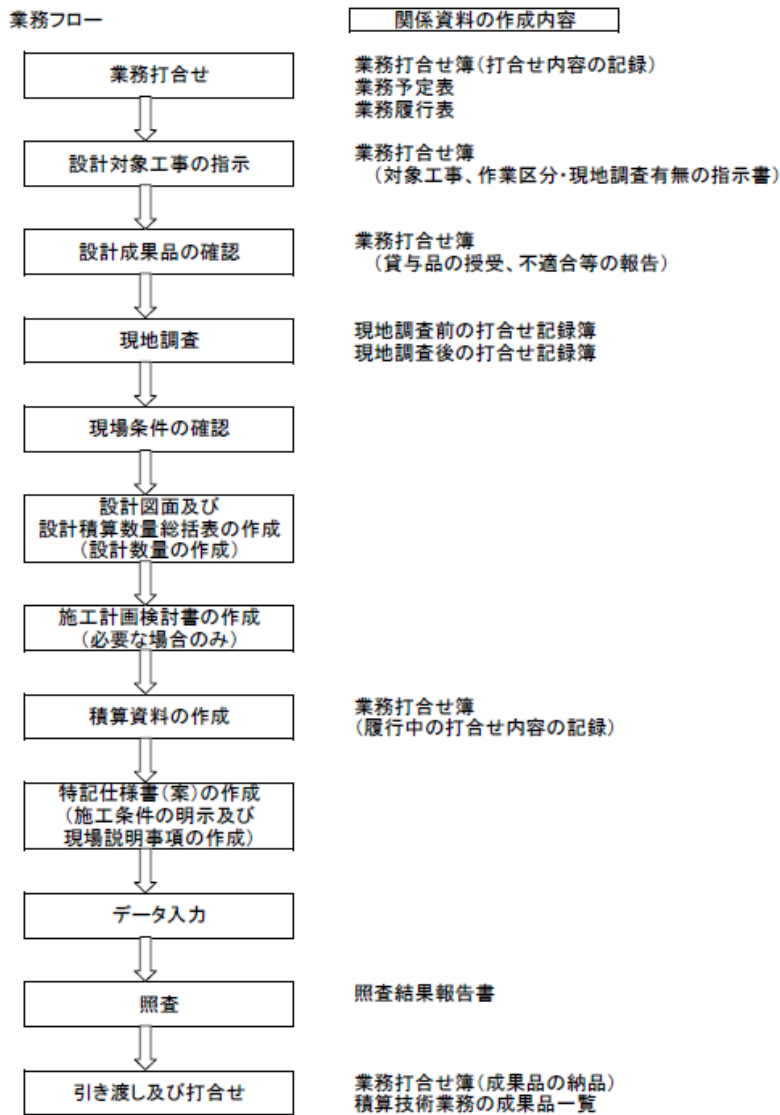 業務フロー
関係資料の作成内容
業務打合せ
業務打合せ簿(打合せ内容の記録)
業務予定表
業務履行表
設計対象工事の指示
業務打合せ簿
(対象工事、作業区分・現地調査有無の指示書)
設計成果品の確認
業務打合せ簿
(貸与品の授受、不適合等の報告)
現地調査
現地調査前の打合せ記録簿
現地調査後の打合せ記録簿
現場条件の確認
設計図面及び
設計積算数量総括表の作成
(設計数量の作成)
施工計画検討書の作成
(必要な場合のみ)
積算資料の作成
業務打合せ簿
(履行中の打合せ内容の記録)
特記仕様書(案)の作成
(施工条件の明示及び
現場説明事項の作成)
データ入力
照査
照査結果報告書
引き渡し及び打合せ
業務打合せ簿(成果品の納品)
積算技術業務の成果品一覧